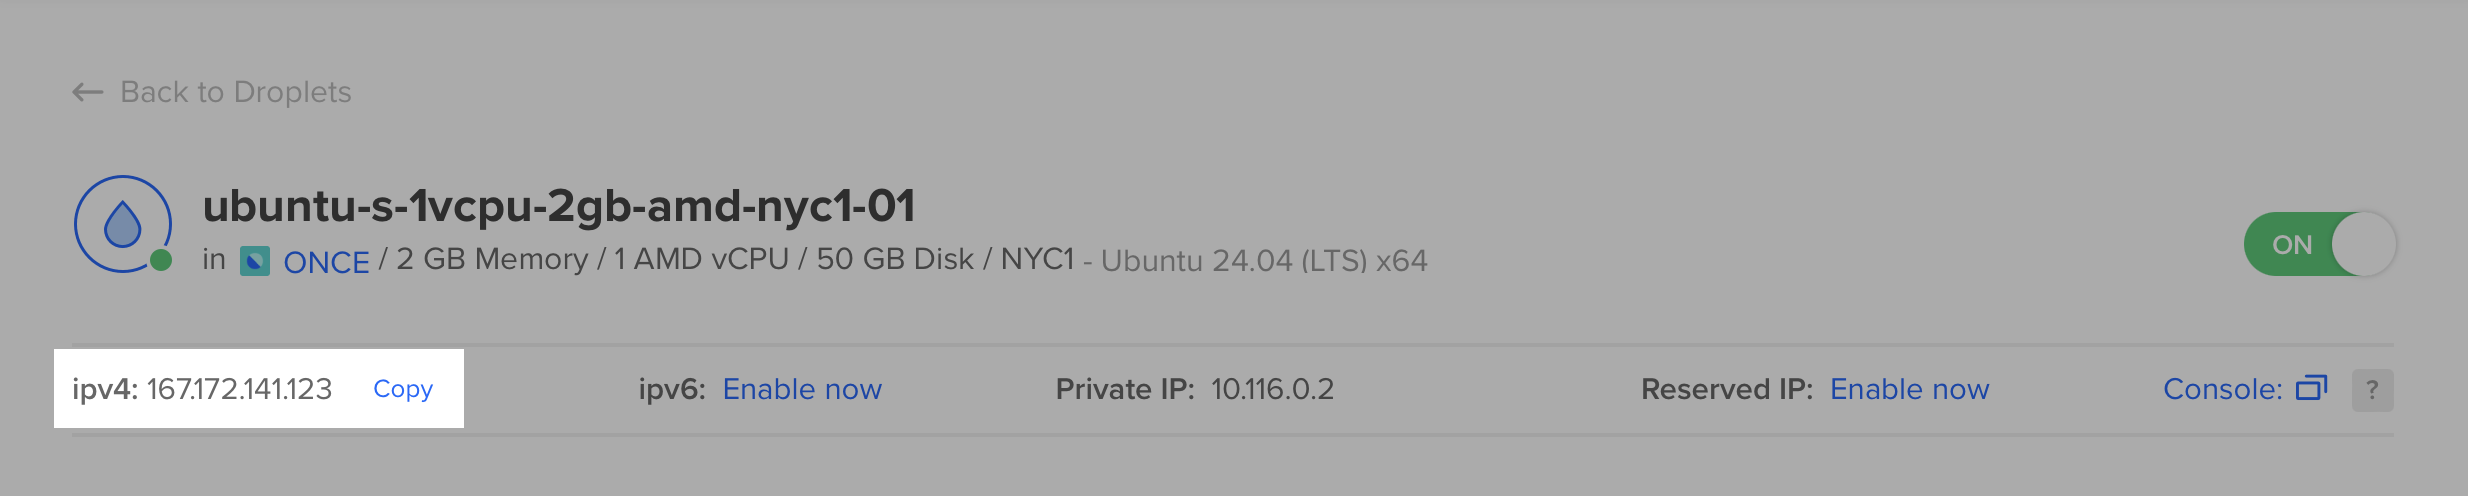 ← Back to Droplets
ubuntu-s-1vcpu-2gb-amd-nyc1-01
in ONCE / 2 GB Memory / 1 AMD vCPU / 50 GB Disk / NYC1 - Ubuntu 24.04 (LTS) x64
ON
ipv4: 167.172.141.123 Copy ipv6: Enable now Private IP: 10.116.0.2 Reserved IP: Enable now Console: ?